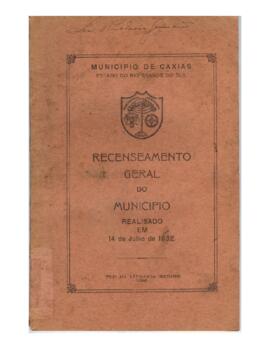 MUNICIPIO DE CAXIAS
ESTADO DO RIO GRANDE DO SUL
RECENSEAMENTO
GERAL
DO
MUNICIPIO
REALISADO
EM
14 de Julho de 1932